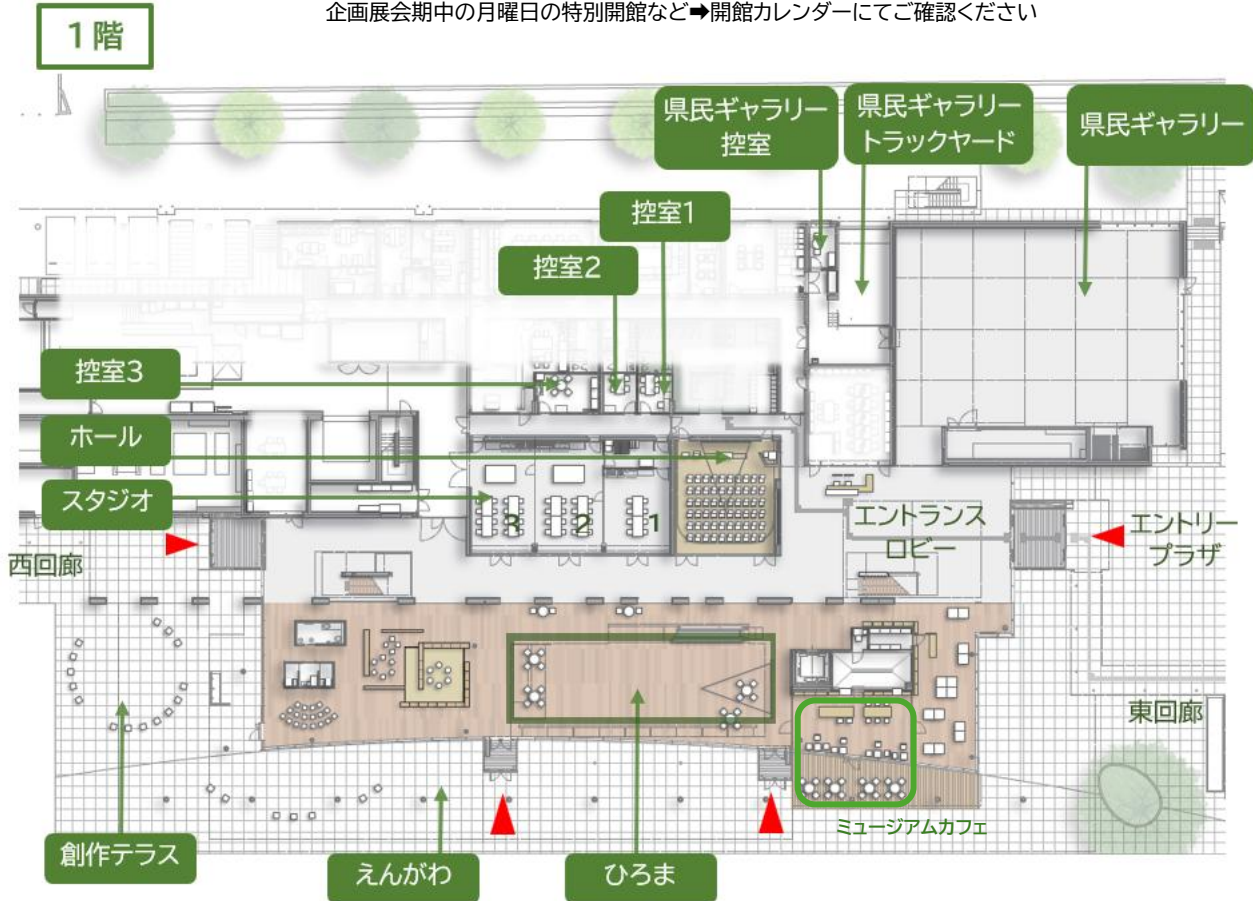 企画展会期中の月曜日の特別開館など➡開館カレンダーにてご確認ください
1階
県民ギャラリー
控室
県民ギャラリー
トラックヤード
県民ギャラリー
控室1
控室2
控室3
ホール
スタジオ
3
2
1
エントランス
ロビー
エントリー
プラザ
西回廊
東回廊
ミュージアムカフェ
創作テラス
えんがわ
ひろま